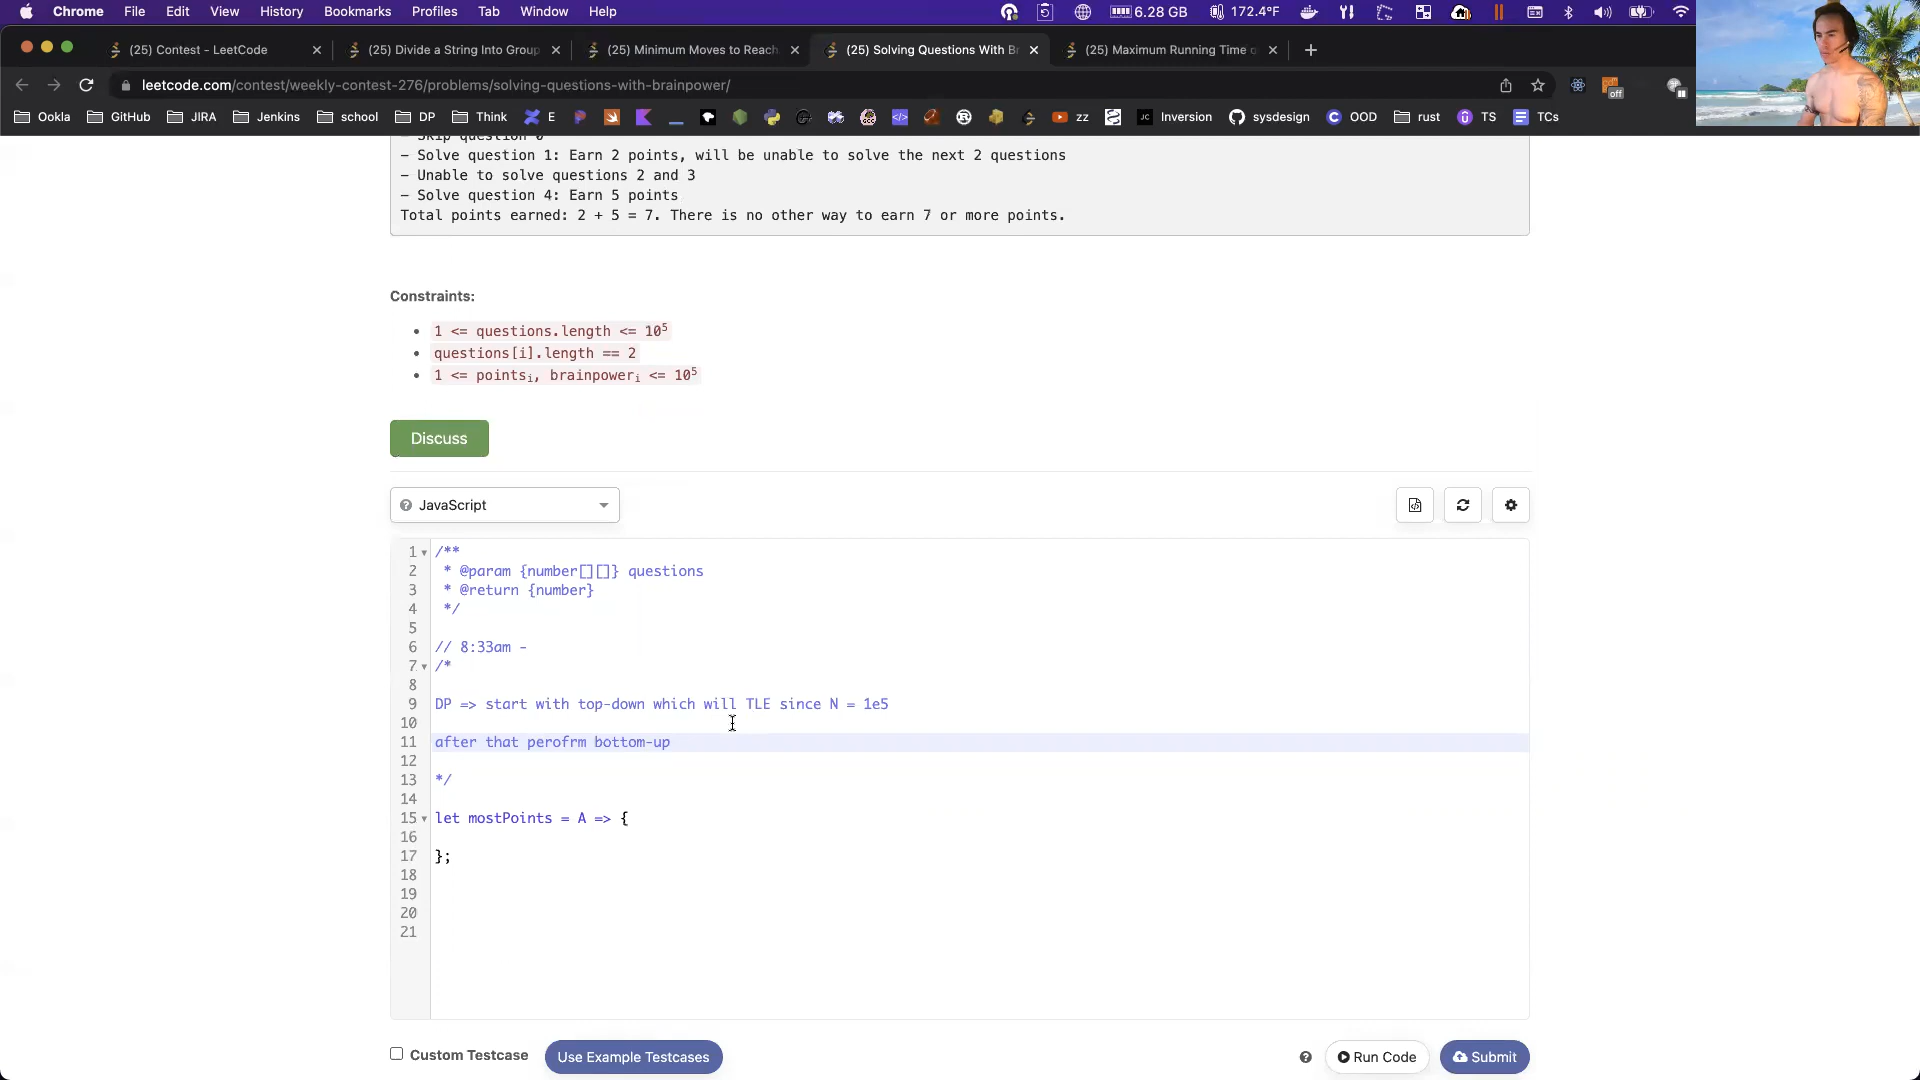 Chrome File Edit View History Bookmarks Profiles Tab Window Help 6.28 GB 172.4°F
(25) Contest - LeetCode (25) Divide a String Into Group (25) Minimum Moves to Reach (25) Solving Questions With Br (25) Maximum Running Time o
leetcode.com/contest/weekly-contest-276/problems/solving-questions-with-brainpower/ off
Ookla GitHub JIRA Jenkins school DP Think E zz JC Inversion sysdesign OOD rust TS TCs
- Skip question 0
- Solve question 1: Earn 2 points, will be unable to solve the next 2 questions
- Unable to solve questions 2 and 3
- Solve question 4: Earn 5 points
Total points earned: 2 + 5 = 7. There is no other way to earn 7 or more points.
Constraints:
• 1 <= questions.length <= 10⁵
• questions[i].length == 2
• 1 <= pointsᵢ, brainpowerᵢ <= 10⁵
Discuss
JavaScript
1 /**
2 * @param {number[][]} questions
3 * @return {number}
4 */
5
6 // 8:33am -
7 /*
8
9 DP => start with top-down which will TLE since N = 1e5
10
11 after that perofrm bottom-up
12
13 */
14
15 let mostPoints = A => {
16
17 };
18
19
20
21
Custom Testcase Use Example Testcases Run Code Submit